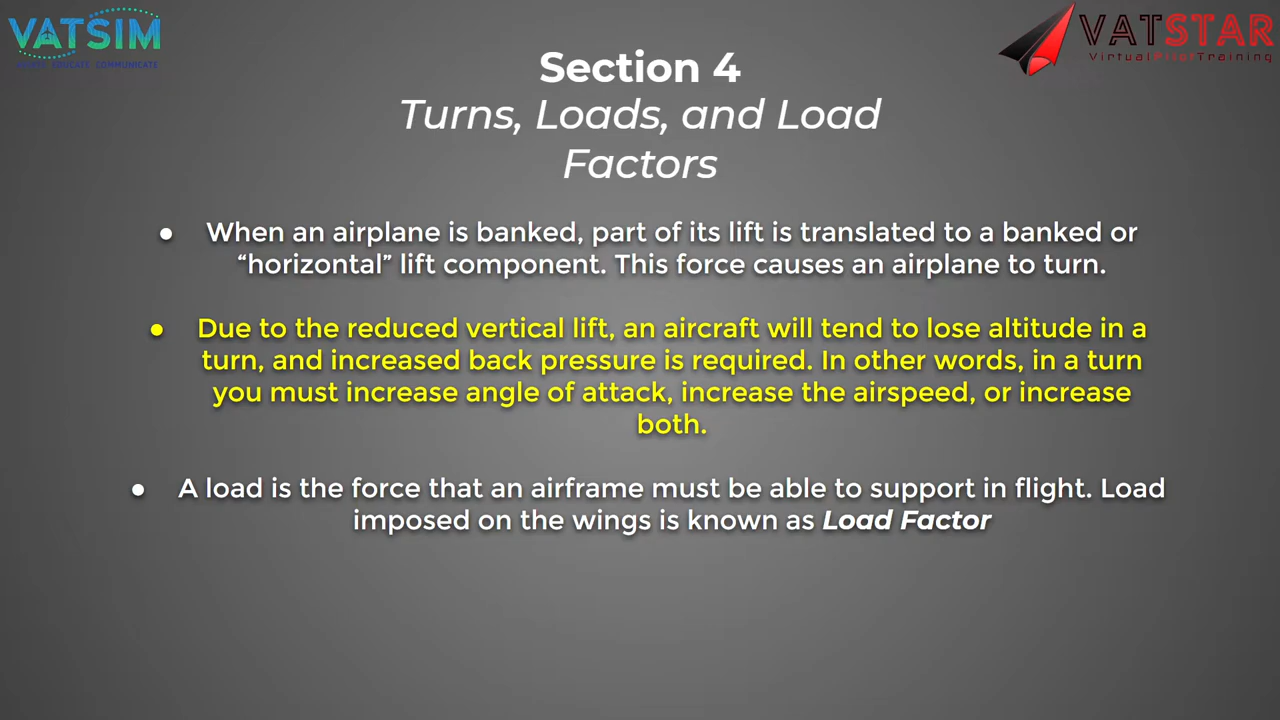 VATSIM
EDUCATE COMMUNICATE
VATSTAR
VirtualPilotTraining
Section 4
Turns, Loads, and Load
Factors
● When an airplane is banked, part of its lift is translated to a banked or
“horizontal” lift component. This force causes an airplane to turn.
● Due to the reduced vertical lift, an aircraft will tend to lose altitude in a
turn, and increased back pressure is required. In other words, in a turn
you must increase angle of attack, increase the airspeed, or increase
both.
● A load is the force that an airframe must be able to support in flight. Load
imposed on the wings is known as Load Factor